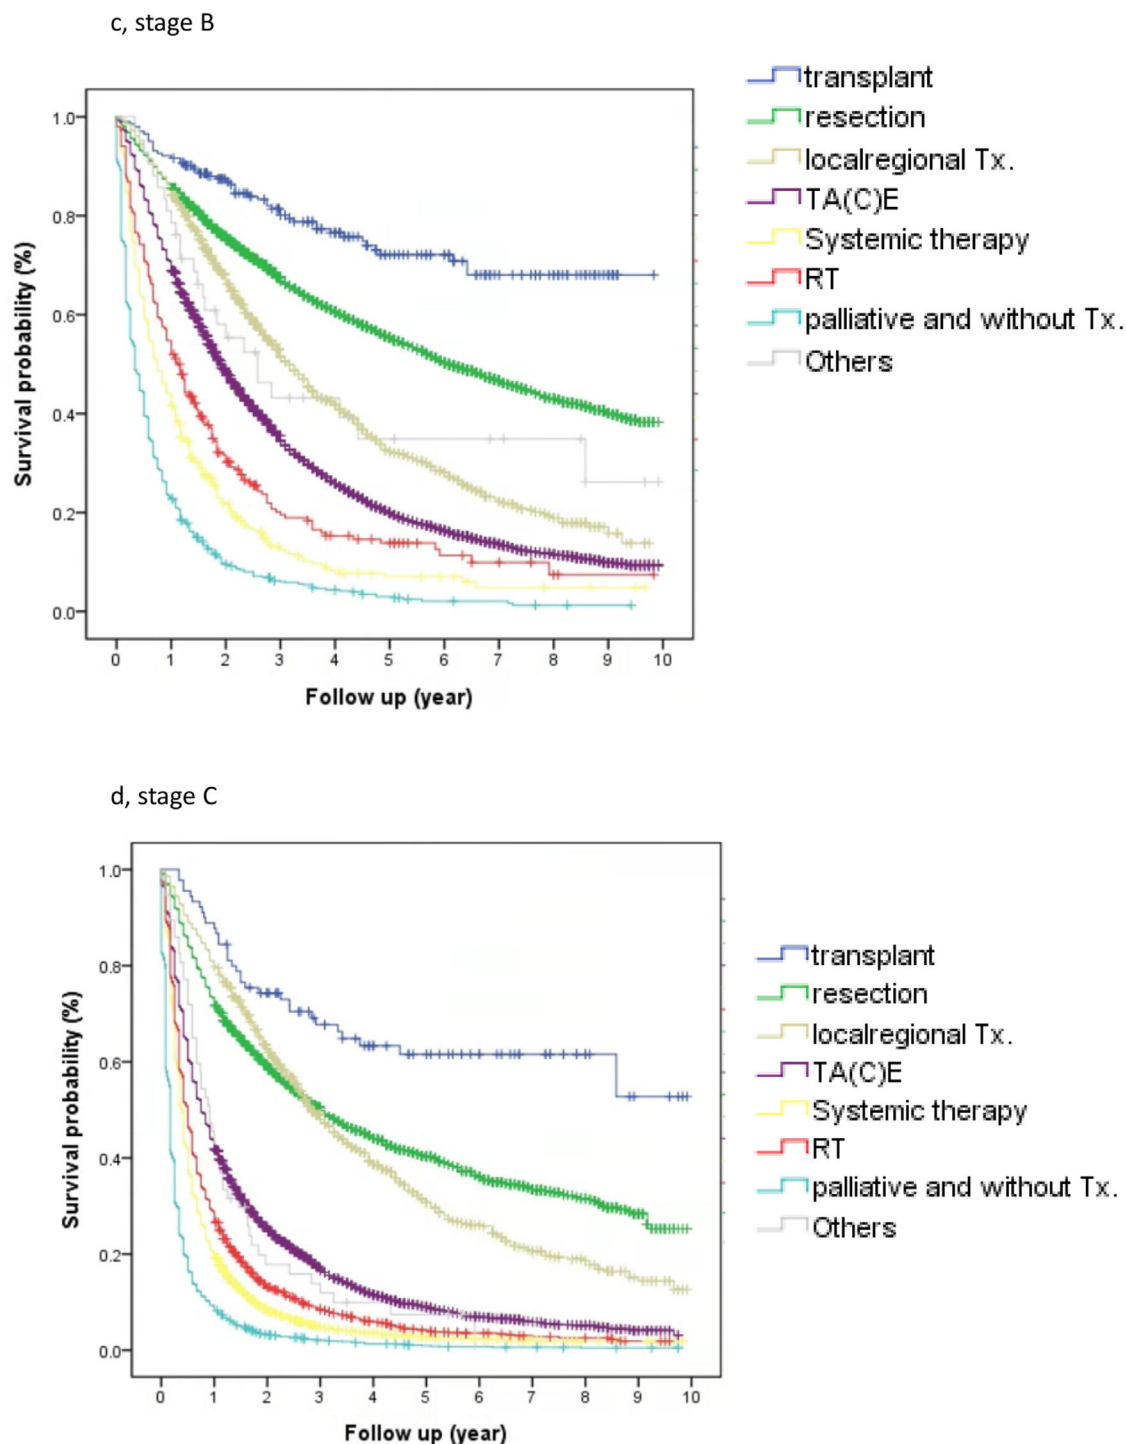 c, stage B
transplant
resection
localregional Tx.
TA(C)E
Systemic therapy
RT
palliative and without Tx.
Others
Survival probability (%)
1.0
0.8
0.6
0.4
0.2
0.0
0 1 2 3 4 5 6 7 8 9 10
Follow up (year)
d, stage C
transplant
resection
localregional Tx.
TA(C)E
Systemic therapy
RT
palliative and without Tx.
Others
Survival probability (%)
1.0
0.8
0.6
0.4
0.2
0.0
0 1 2 3 4 5 6 7 8 9 10
Follow up (year)